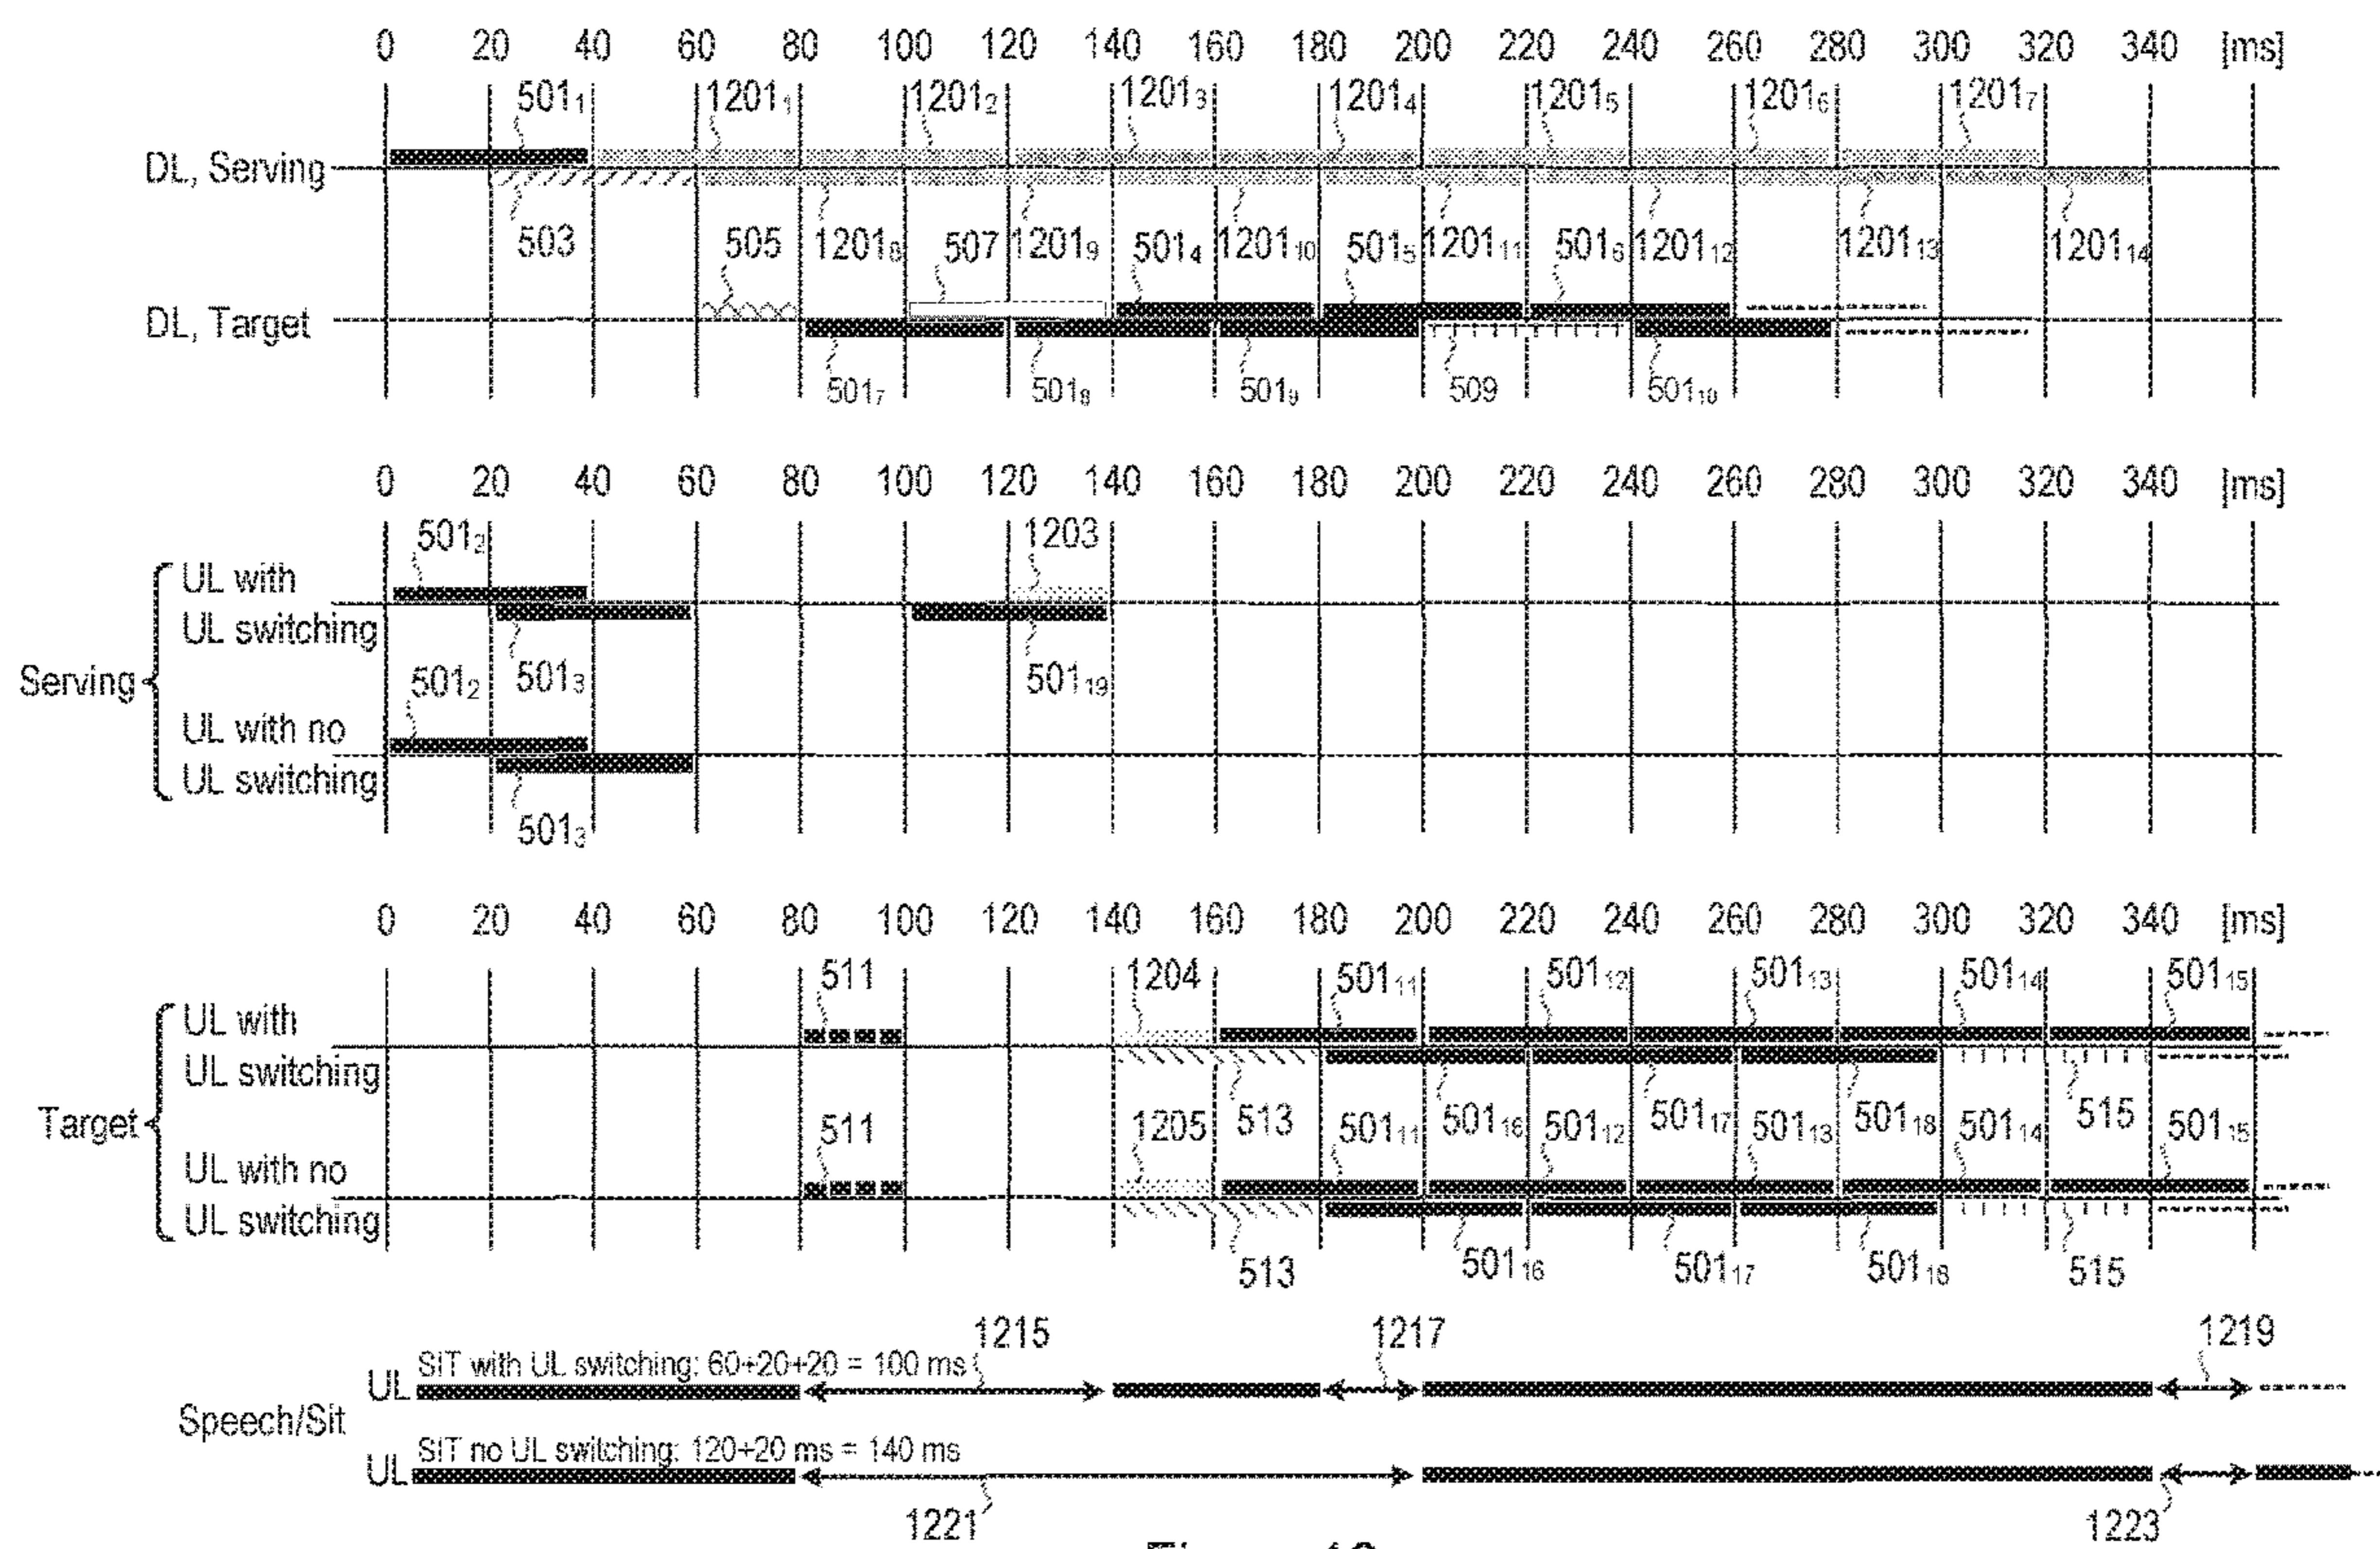 0 20 40 60 80 100 120 140 160 180 200 220 240 260 280 300 320 340 [ms]
501₁ 1201₁ 1201₂ 1201₃ 1201₄ 1201₅ 1201₆ 1201₇
DL, Serving
503 505 1201₈ 507 1201₉ 501₄ 1201₁₀ 501₅ 1201₁₁ 501₆ 1201₁₂ 1201₁₃ 1201₁₄
DL, Target
501₇ 501₈ 501₉ 509 501₁₀
0 20 40 60 80 100 120 140 160 180 200 220 240 260 280 300 320 340 [ms]
501₂ 1203
UL with
UL switching
501₃ 501₁₉
Serving
501₂
UL with no
UL switching
501₃
0 20 40 60 80 100 120 140 160 180 200 220 240 260 280 300 320 340 [ms]
511 1204 501₁₁ 501₁₂ 501₁₃ 501₁₄ 501₁₅
UL with
UL switching
Target
511 1205 513 501₁₁ 501₁₆ 501₁₂ 501₁₇ 501₁₃ 501₁₈ 501₁₄ 515 501₁₅
UL with no
UL switching
513 501₁₆ 501₁₇ 501₁₈ 515
1215 1217 1219
SIT with UL switching: 60+20+20 = 100 ms
UL
Speech/Sit
SIT no UL switching: 120+20 ms = 140 ms
UL
1221 1223